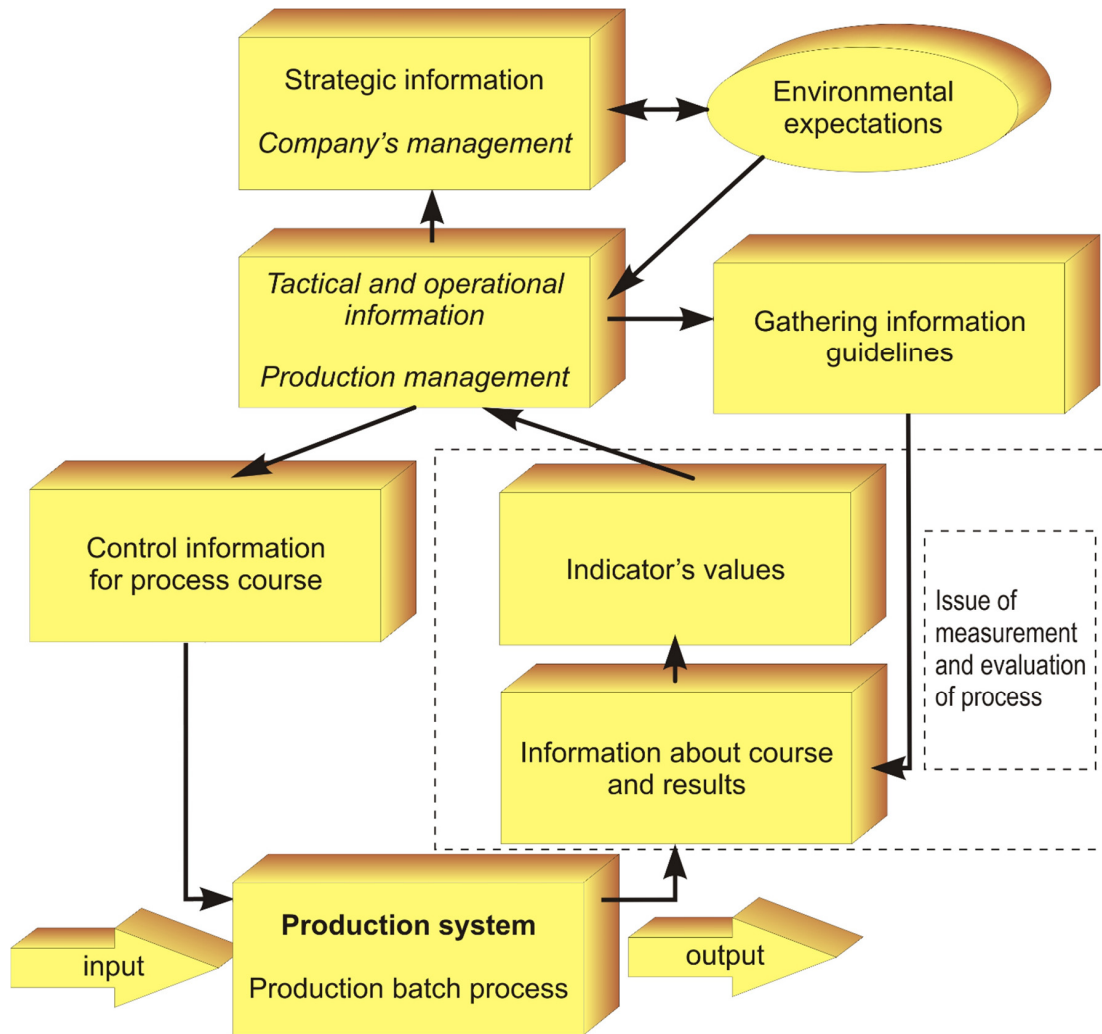 Strategic information
Company's management
Environmental
expectations
Tactical and operational
information
Production management
Gathering information
guidelines
Control information
for process course
Indicator's values
Issue of
measurement
and evaluation
of process
Information about course
and results
Production system
Production batch process
input
output